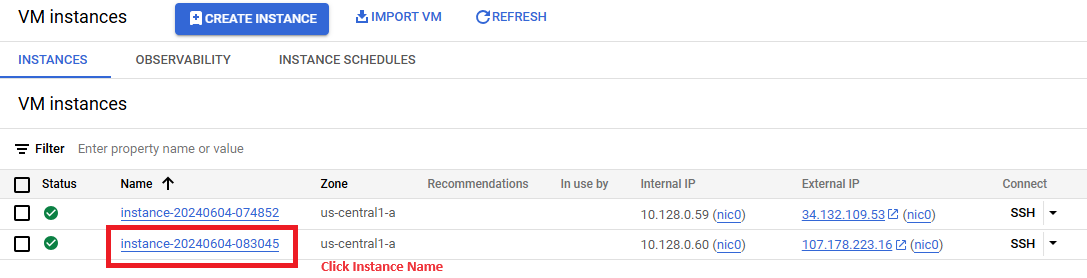 VM instances CREATE INSTANCE IMPORT VM REFRESH
INSTANCES OBSERVABILITY INSTANCE SCHEDULES
VM instances
Filter Enter property name or value
Status Name Zone Recommendations In use by Internal IP External IP Connect
instance-20240604-074852 us-central1-a 10.128.0.59 (nic0) 34.132.109.53 (nic0) SSH
instance-20240604-083045 us-central1-a 10.128.0.60 (nic0) 107.178.223.16 (nic0) SSH
Click Instance Name